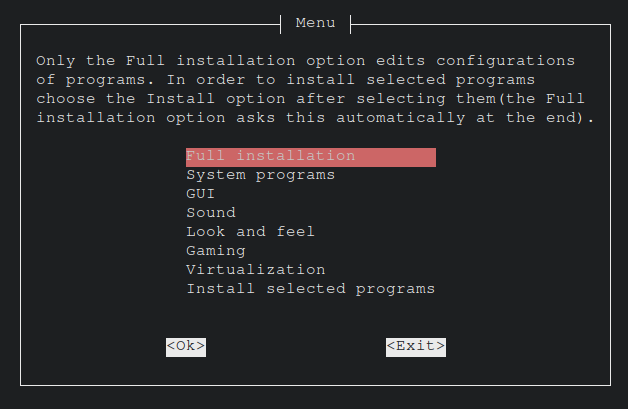 Menu
Only the Full installation option edits configurations
of programs. In order to install selected programs
choose the Install option after selecting them(the Full
installation option asks this automatically at the end).
Full installation
System programs
GUI
Sound
Look and feel
Gaming
Virtualization
Install selected programs
<Ok> <Exit>